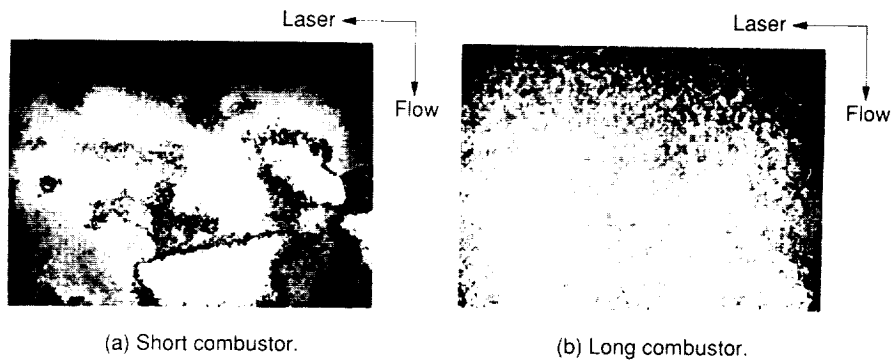 Laser
Flow
Laser
Flow
(a) Short combustor.
(b) Long combustor.